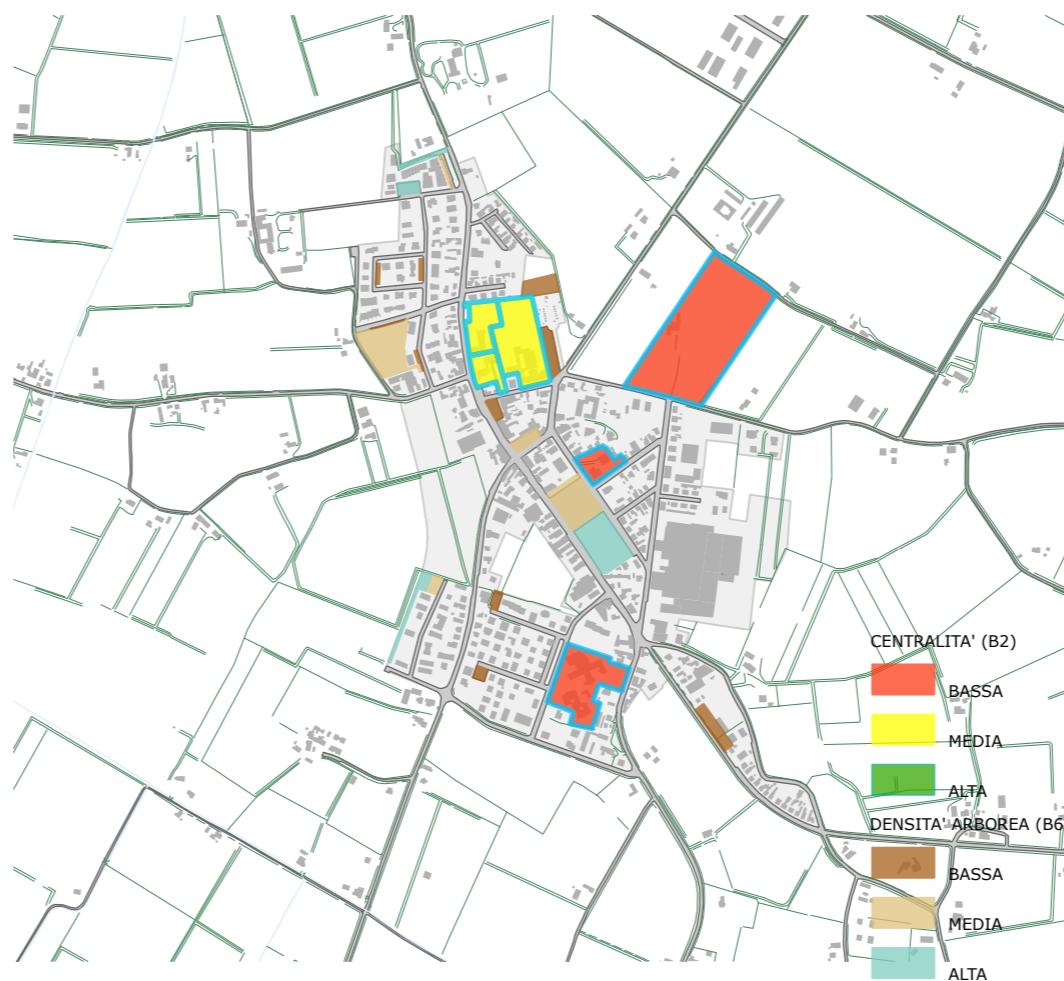 CENTRALITA' (B2)
BASSA
MEDIA
ALTA
DENSITA' ARBOREA (B6
BASSA
MEDIA
ALTA